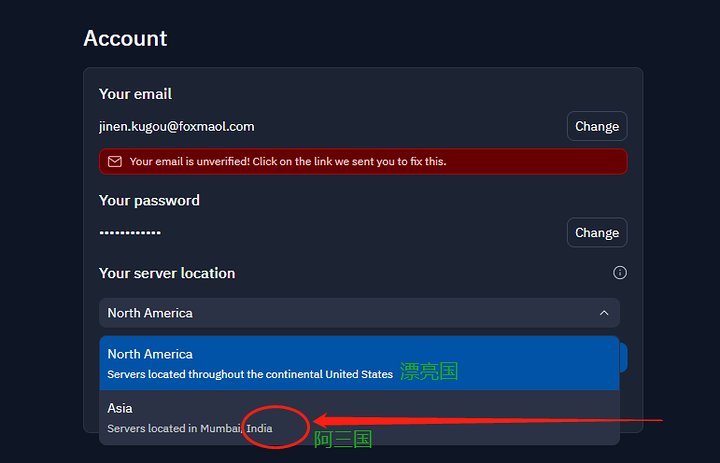 Account
Your email
jinen.kugou@foxmaol.com
Change
Your email is unverified! Click on the link we sent you to fix this.
Your password
••••••••••••
Change
Your server location
North America
North America
Servers located throughout the continental United States 漂亮国
Asia
Servers located in Mumbai, India
阿三国